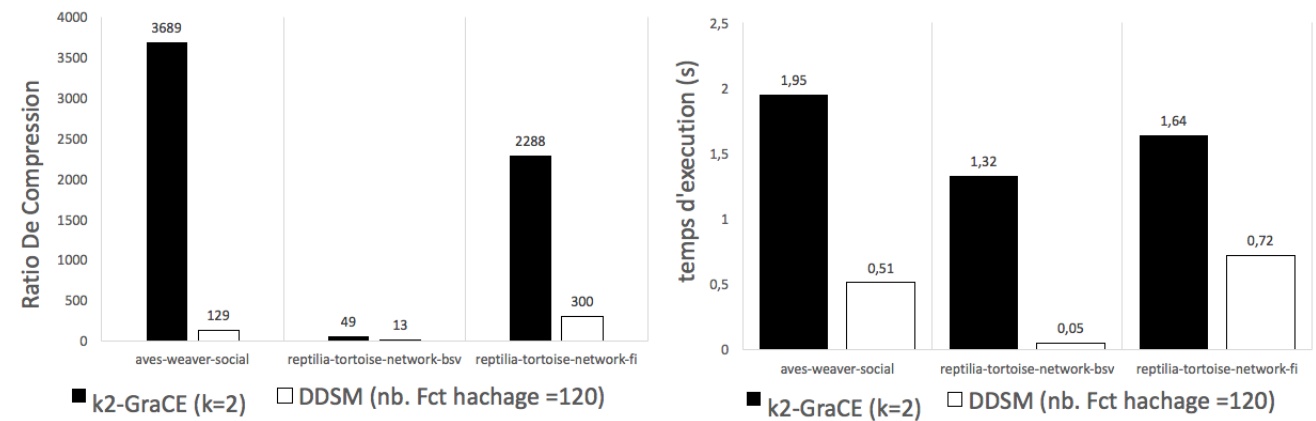 Ratio De Compression
4000
3500
3000
2500
2000
1500
1000
500
0
3689
129
49
13
2288
300
aves-weaver-social
reptilia-tortoise-network-bsv
reptilia-tortoise-network-fi
k2-GraCE (k=2)
DDSM (nb. Fct hachage =120)
temps d'execution (s)
2,5
2
1,5
1
0,5
0
1,95
0,51
1,32
0,05
1,64
0,72
aves-weaver-social
reptilia-tortoise-network-bsv
reptilia-tortoise-network-fi
k2-GraCE (k=2)
DDSM (nb. Fct hachage =120)